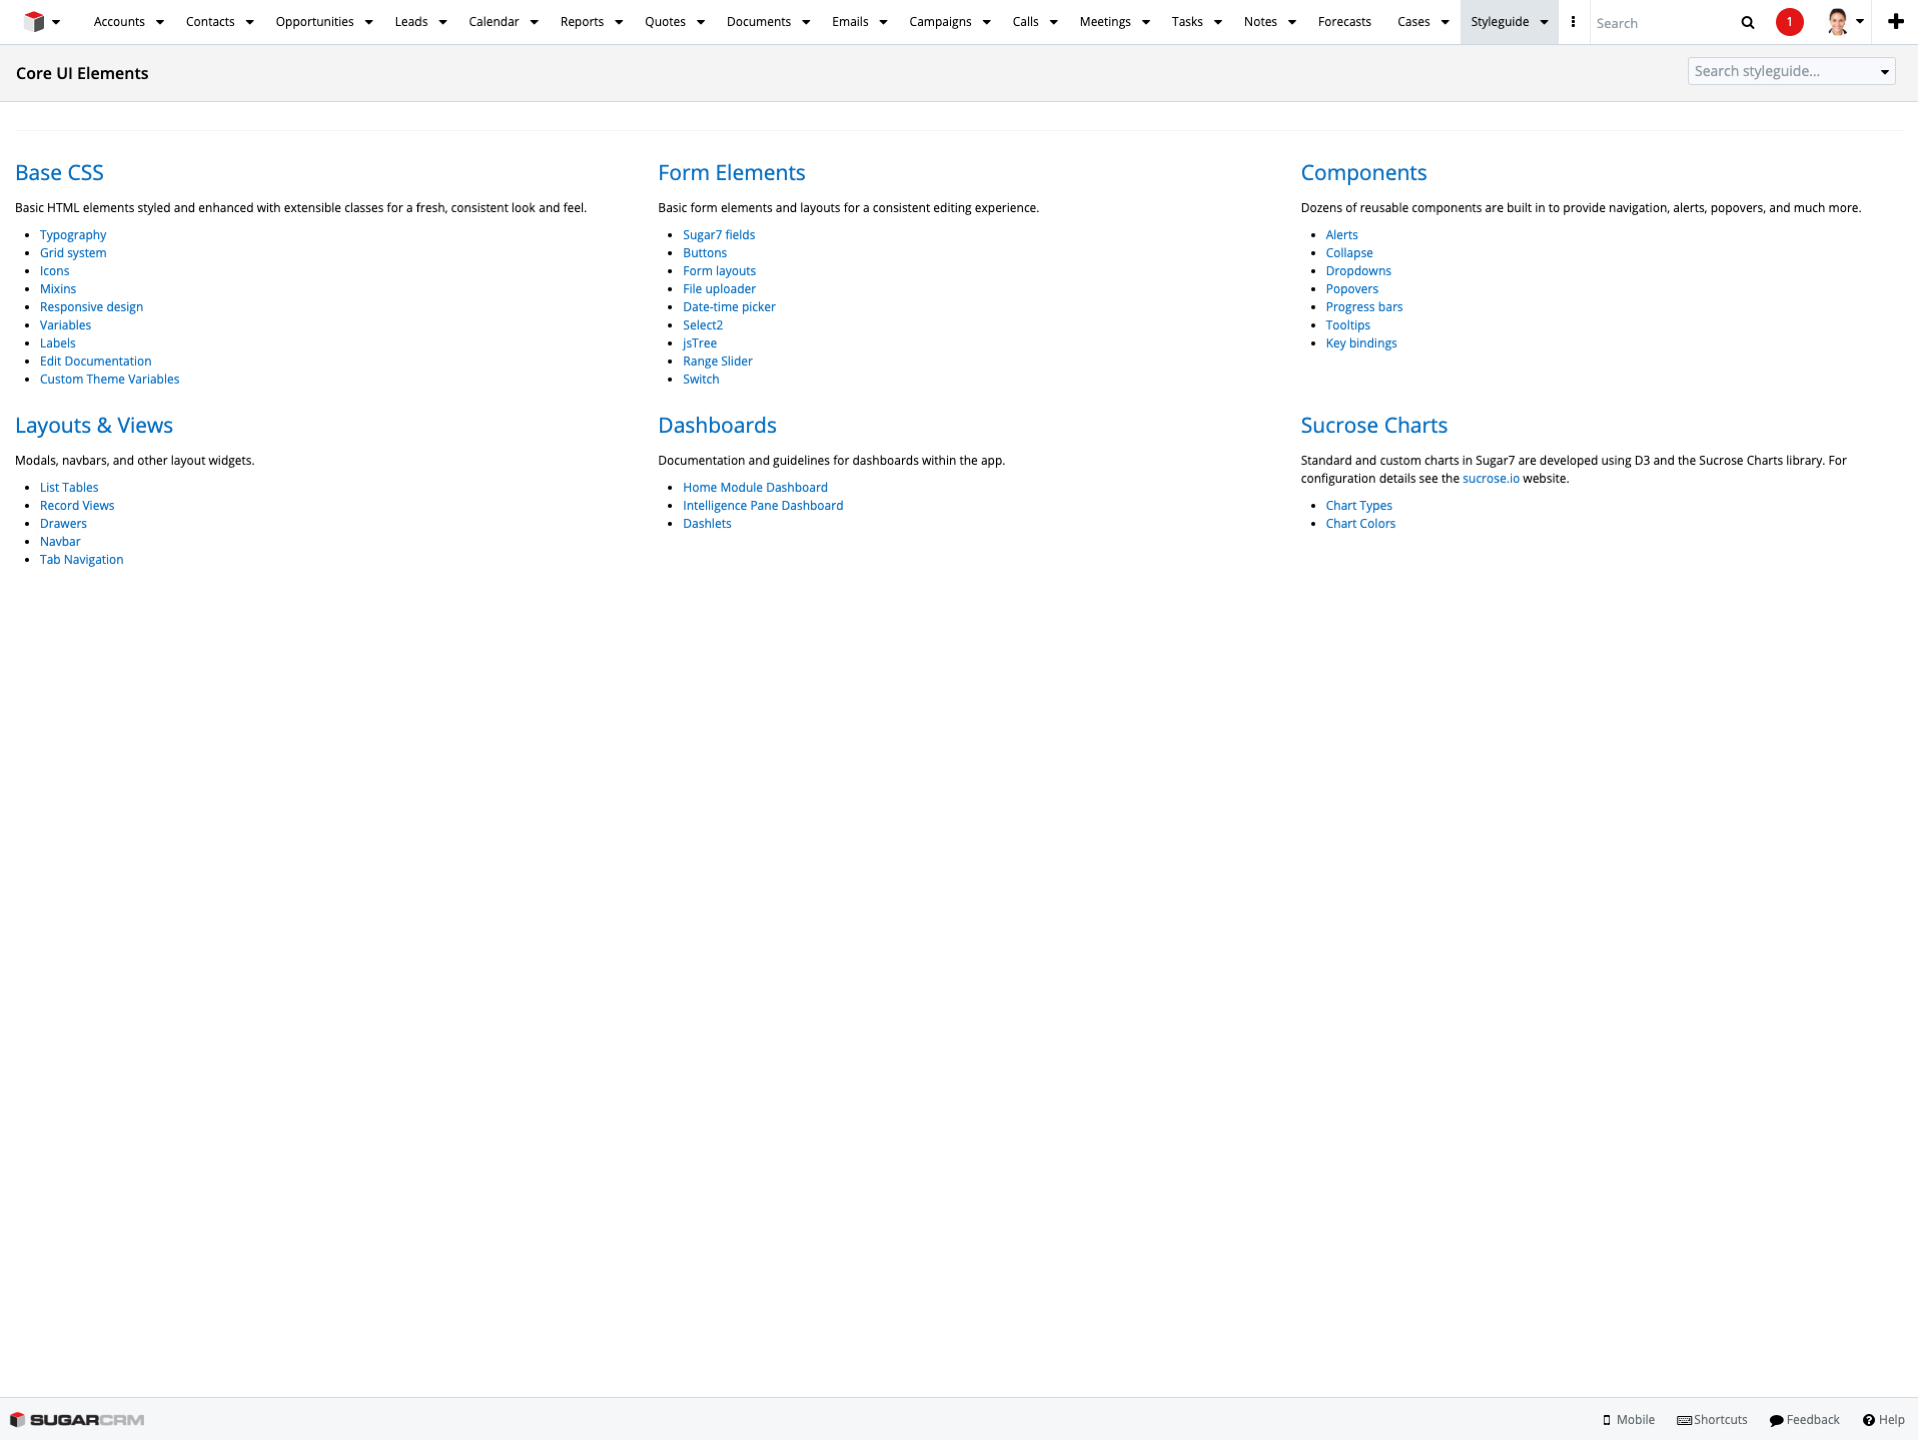 Accounts
Contacts
Opportunities
Leads
Calendar
Reports
Quotes
Documents
Emails
Campaigns
Calls
Meetings
Tasks
Notes
Forecasts
Cases
Styleguide
Search
1
Core UI Elements
Search styleguide...
Base CSS
Basic HTML elements styled and enhanced with extensible classes for a fresh, consistent look and feel.
Typography
Grid system
Icons
Mixins
Responsive design
Variables
Labels
Edit Documentation
Custom Theme Variables
Form Elements
Basic form elements and layouts for a consistent editing experience.
Sugar7 fields
Buttons
Form layouts
File uploader
Date-time picker
Select2
jsTree
Range Slider
Switch
Components
Dozens of reusable components are built in to provide navigation, alerts, popovers, and much more.
Alerts
Collapse
Dropdowns
Popovers
Progress bars
Tooltips
Key bindings
Layouts & Views
Modals, navbars, and other layout widgets.
List Tables
Record Views
Drawers
Navbar
Tab Navigation
Dashboards
Documentation and guidelines for dashboards within the app.
Home Module Dashboard
Intelligence Pane Dashboard
Dashlets
Sucrose Charts
Standard and custom charts in Sugar7 are developed using D3 and the Sucrose Charts library. For
configuration details see the sucrose.io website.
Chart Types
Chart Colors
SUGARCRM
Mobile
Shortcuts
Feedback
Help